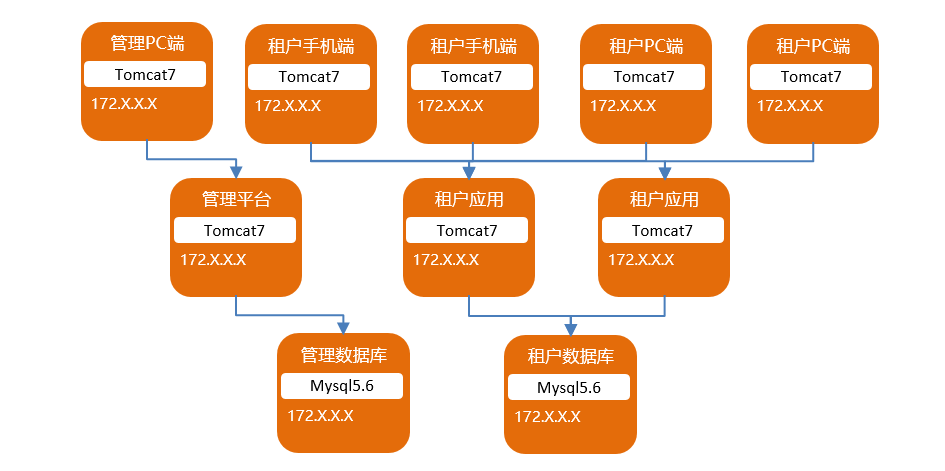 管理PC端
Tomcat7
172.X.X.X
租户手机端
Tomcat7
172.X.X.X
租户手机端
Tomcat7
172.X.X.X
租户PC端
Tomcat7
172.X.X.X
租户PC端
Tomcat7
172.X.X.X
管理平台
Tomcat7
172.X.X.X
租户应用
Tomcat7
172.X.X.X
租户应用
Tomcat7
172.X.X.X
管理数据库
Mysql5.6
172.X.X.X
租户数据库
Mysql5.6
172.X.X.X